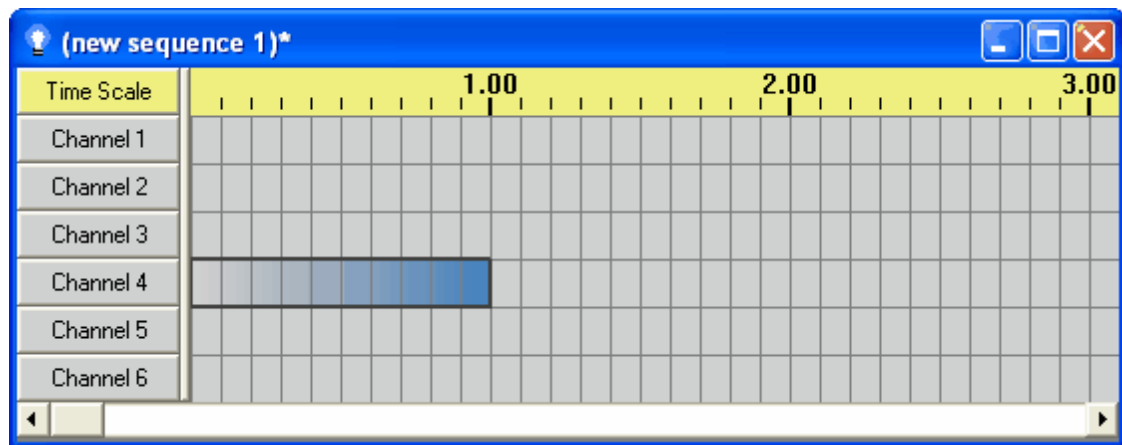 (new sequence 1)*
Time Scale 1.00 2.00 3.00
Channel 1
Channel 2
Channel 3
Channel 4
Channel 5
Channel 6